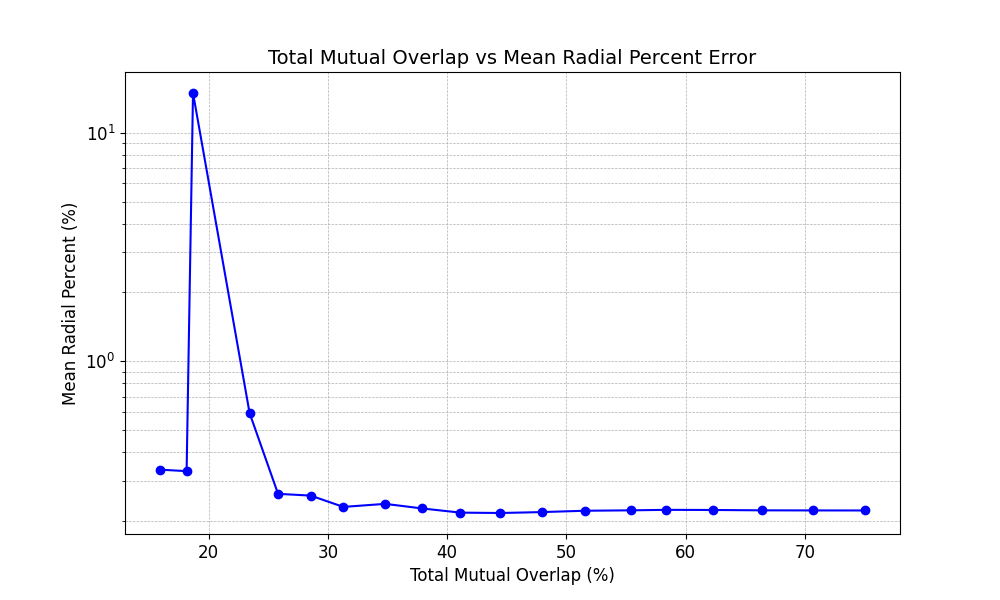 Total Mutual Overlap vs Mean Radial Percent Error
Mean Radial Percent (%)
10¹
10⁰
20 30 40 50 60 70
Total Mutual Overlap (%)